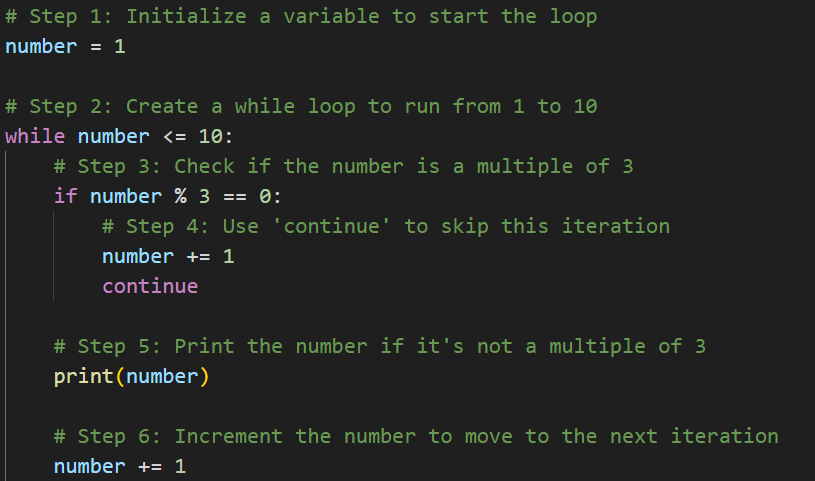 # Step 1: Initialize a variable to start the loop
number = 1
# Step 2: Create a while loop to run from 1 to 10
while number <= 10:
    # Step 3: Check if the number is a multiple of 3
    if number % 3 == 0:
        # Step 4: Use 'continue' to skip this iteration
        number += 1
        continue
    # Step 5: Print the number if it's not a multiple of 3
    print(number)
    # Step 6: Increment the number to move to the next iteration
    number += 1